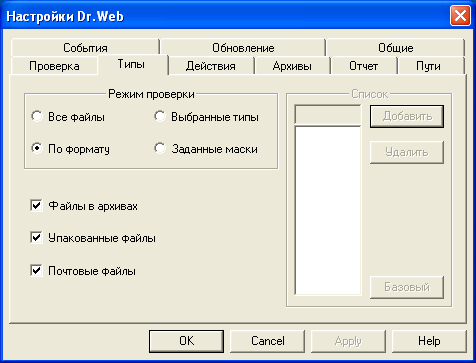 Настройки Dr.Web
События Обновление Общие
Проверка Типы Действия Архивы Отчет Пути
Режим проверки Список
Все файлы Выбранные типы Добавить
По формату Заданные маски Удалить
Файлы в архивах
Упакованные файлы
Почтовые файлы Базовый
OK Cancel Apply Help